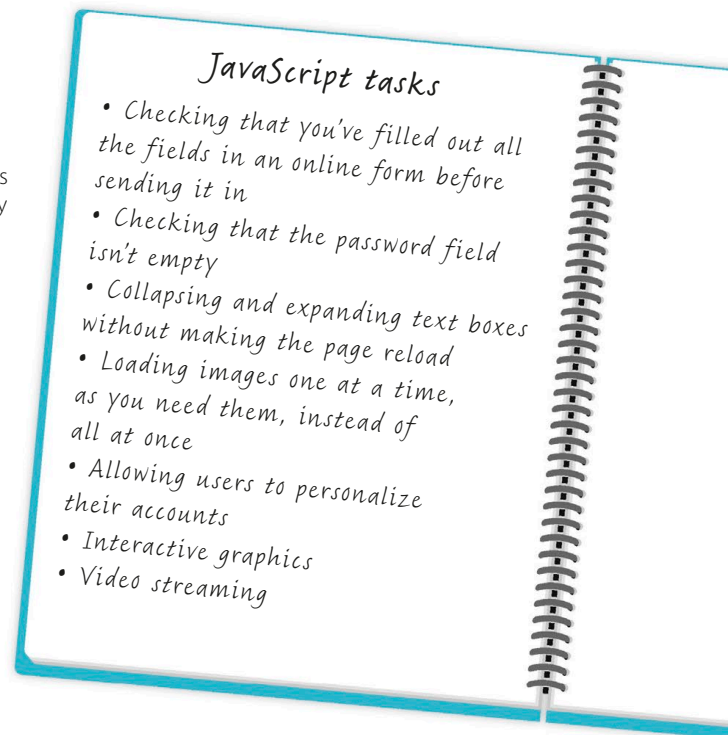 JavaScript tasks
• Checking that you've filled out all
the fields in an online form before
sending it in
• Checking that the password field
isn't empty
• Collapsing and expanding text boxes
without making the page reload
• Loading images one at a time,
as you need them, instead of
all at once
• Allowing users to personalize
their accounts
• Interactive graphics
• Video streaming
s
y